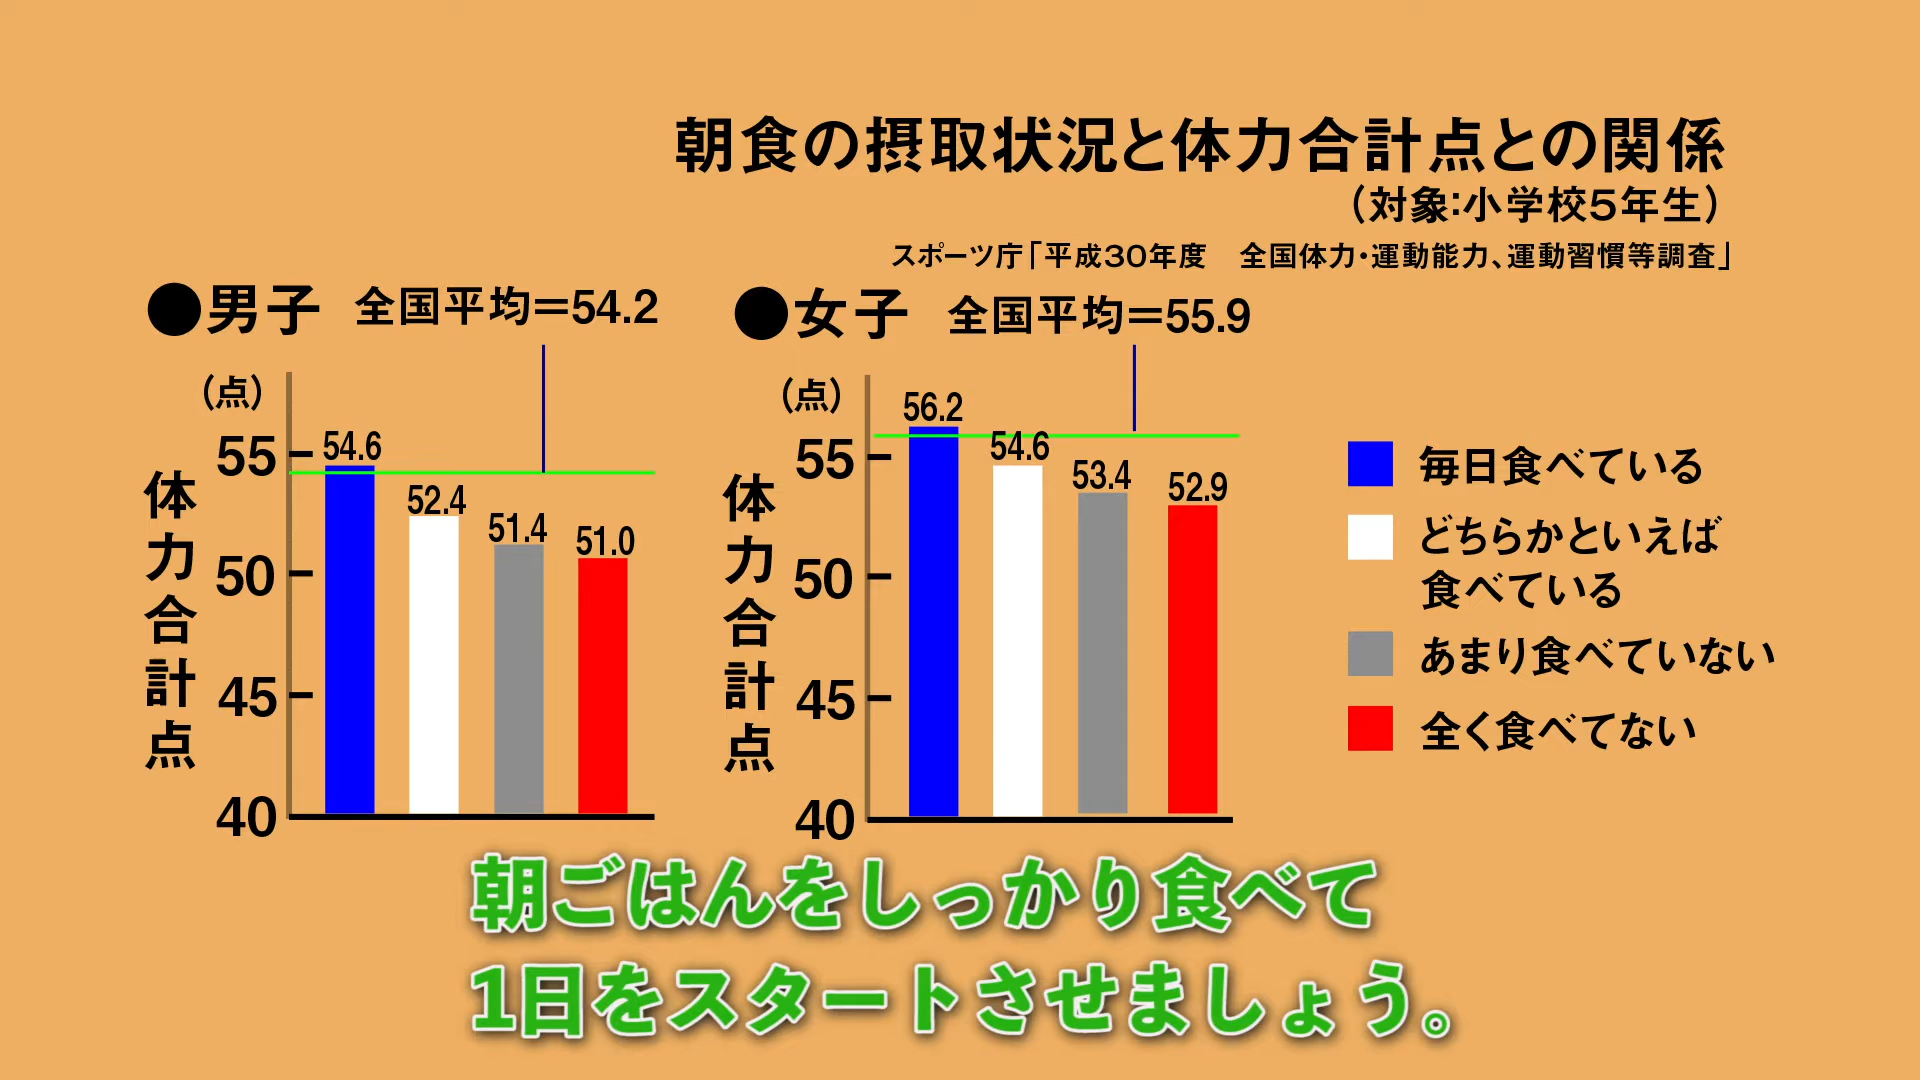 朝食の摂取状況と体力合計点との関係
（対象：小学校5年生）
スポーツ庁「平成30年度　全国体力・運動能力、運動習慣等調査」
●男子　全国平均＝54.2
（点）
体力合計点
55
50
45
40
54.6
52.4
51.4
51.0
●女子　全国平均＝55.9
（点）
体力合計点
55
50
45
40
56.2
54.6
53.4
52.9
毎日食べている
どちらかといえば
食べている
あまり食べていない
全く食べてない
朝ごはんをしっかり食べて
1日をスタートさせましょう。